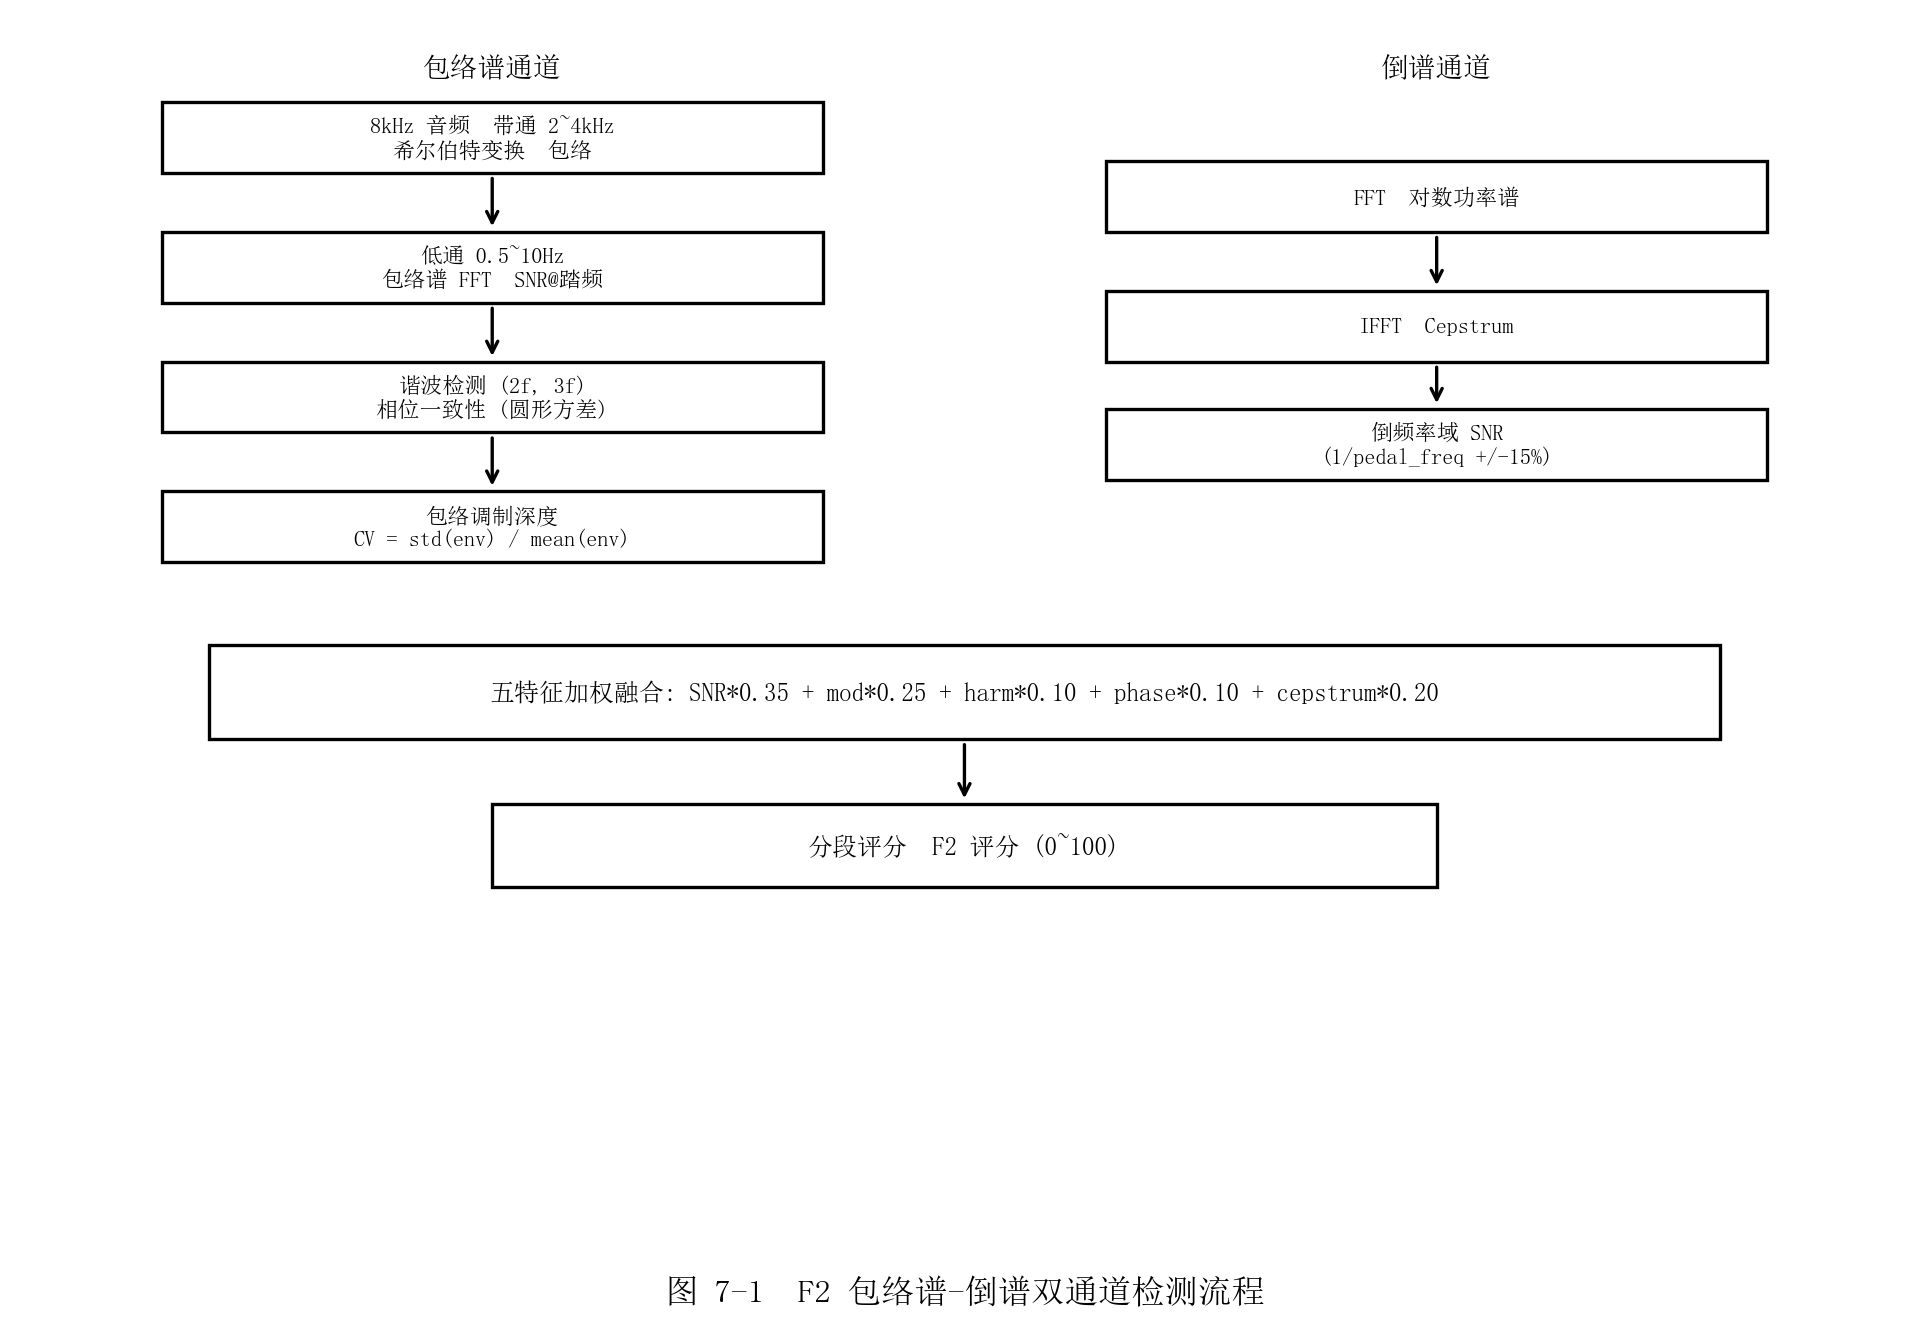 包络谱通道
8kHz 音频  带通 2~4kHz
希尔伯特变换  包络
低通 0.5~10Hz
包络谱 FFT  SNR@踏频
谐波检测 (2f, 3f)
相位一致性 (圆形方差)
包络调制深度
CV = std(env) / mean(env)
倒谱通道
FFT  对数功率谱
IFFT  Cepstrum
倒频率域 SNR
(1/pedal_freq +/-15%)
五特征加权融合: SNR*0.35 + mod*0.25 + harm*0.10 + phase*0.10 + cepstrum*0.20
分段评分  F2 评分 (0~100)
图 7-1  F2 包络谱-倒谱双通道检测流程